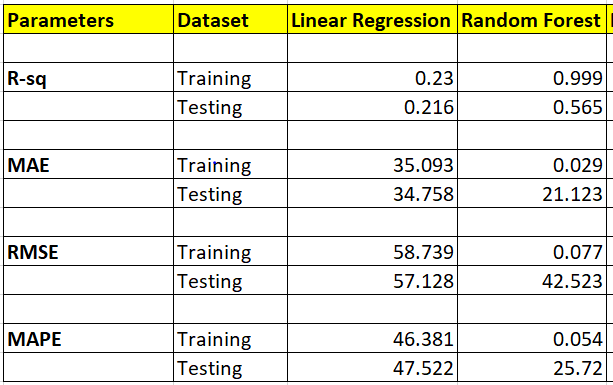 Parameters Dataset Linear Regression Random Forest
R-sq Training 0.23 0.999
Testing 0.216 0.565
MAE Training 35.093 0.029
Testing 34.758 21.123
RMSE Training 58.739 0.077
Testing 57.128 42.523
MAPE Training 46.381 0.054
Testing 47.522 25.72